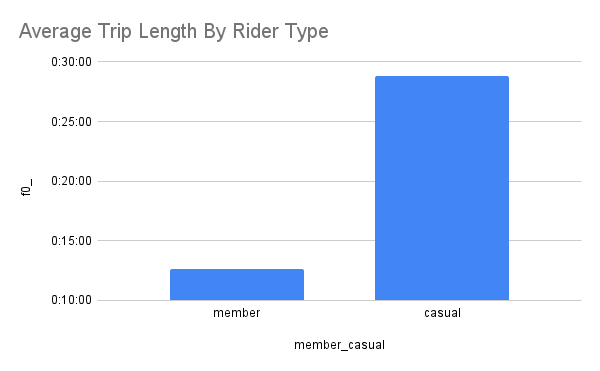 Average Trip Length By Rider Type
0:30:00
0:25:00
0:20:00
0:15:00
0:10:00
f0_
member
casual
member_casual